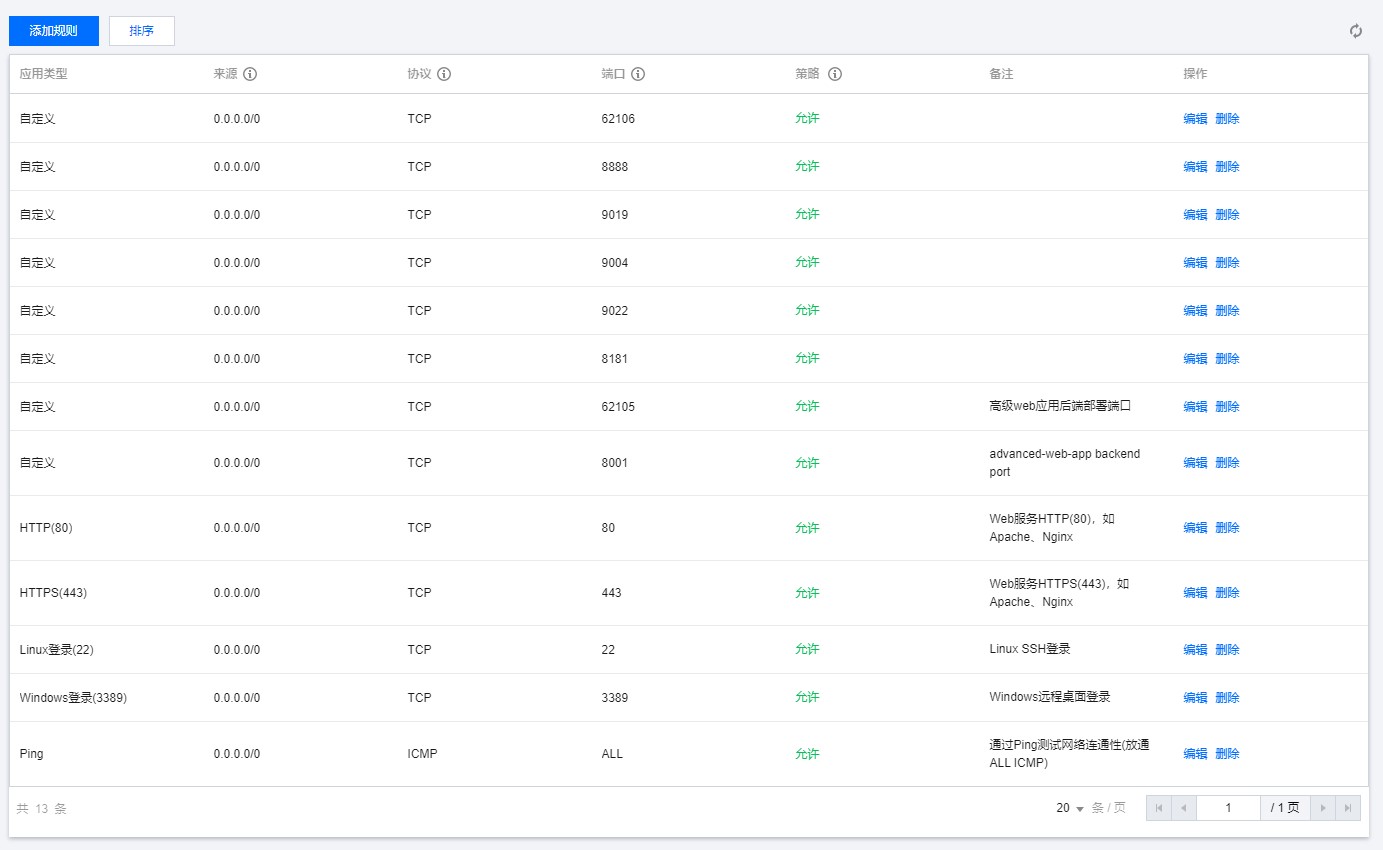 添加规则 排序
应用类型 来源 协议 端口 策略 备注 操作
自定义 0.0.0.0/0 TCP 62106 允许 编辑 删除
自定义 0.0.0.0/0 TCP 8888 允许 编辑 删除
自定义 0.0.0.0/0 TCP 9019 允许 编辑 删除
自定义 0.0.0.0/0 TCP 9004 允许 编辑 删除
自定义 0.0.0.0/0 TCP 9022 允许 编辑 删除
自定义 0.0.0.0/0 TCP 8181 允许 编辑 删除
自定义 0.0.0.0/0 TCP 62105 允许 高级web应用后端部署端口 编辑 删除
自定义 0.0.0.0/0 TCP 8001 允许 advanced-web-app backend
port 编辑 删除
HTTP(80) 0.0.0.0/0 TCP 80 允许 Web服务HTTP(80)，如
Apache、Nginx 编辑 删除
HTTPS(443) 0.0.0.0/0 TCP 443 允许 Web服务HTTPS(443)，如
Apache、Nginx 编辑 删除
Linux登录(22) 0.0.0.0/0 TCP 22 允许 Linux SSH登录 编辑 删除
Windows登录(3389) 0.0.0.0/0 TCP 3389 允许 Windows远程桌面登录 编辑 删除
Ping 0.0.0.0/0 ICMP ALL 允许 通过Ping测试网络连通性(放通
ALL ICMP) 编辑 删除
共 13 条 20 条 / 页 1 / 1 页